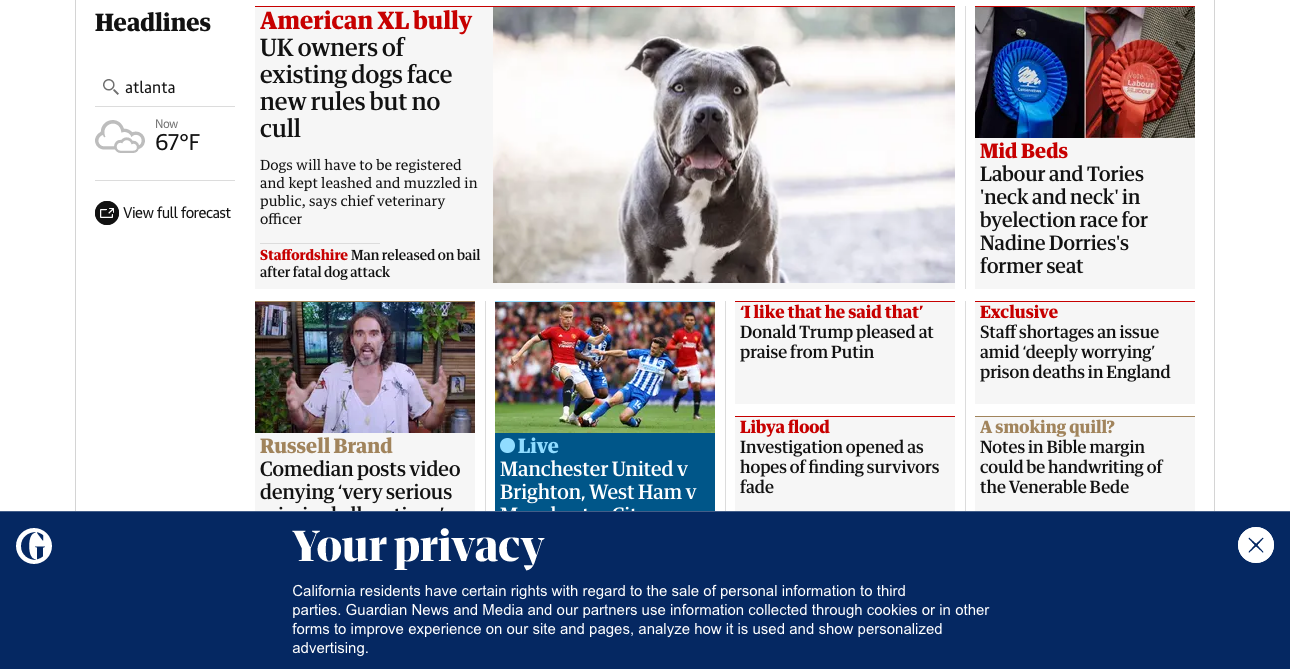 Headlines
atlanta
Now
67°F
View full forecast
American XL bully
UK owners of
existing dogs face
new rules but no
cull
Dogs will have to be registered
and kept leashed and muzzled in
public, says chief veterinary
officer
Staffordshire Man released on bail
after fatal dog attack
Conservatives
Vote
Labour
Mid Beds
Labour and Tories
'neck and neck' in
byelection race for
Nadine Dorries's
former seat
Russell Brand
Comedian posts video
denying ‘very serious
Live
Manchester United v
Brighton, West Ham v
Manchester City
‘I like that he said that’
Donald Trump pleased at
praise from Putin
Libya flood
Investigation opened as
hopes of finding survivors
fade
Exclusive
Staff shortages an issue
amid ‘deeply worrying’
prison deaths in England
A smoking quill?
Notes in Bible margin
could be handwriting of
the Venerable Bede
G
Your privacy
California residents have certain rights with regard to the sale of personal information to third
parties. Guardian News and Media and our partners use information collected through cookies or in other
forms to improve experience on our site and pages, analyze how it is used and show personalized
advertising.